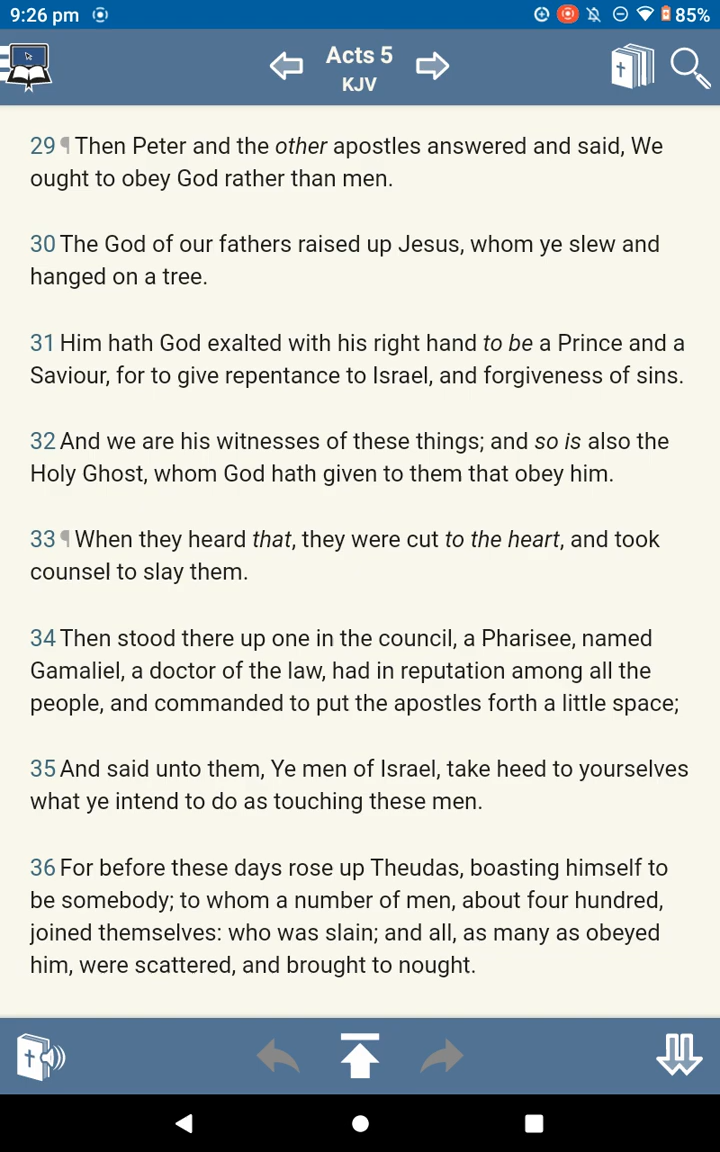 9:26 pm 85%
Acts 5
KJV
29 ¶ Then Peter and the other apostles answered and said, We
ought to obey God rather than men.
30 The God of our fathers raised up Jesus, whom ye slew and
hanged on a tree.
31 Him hath God exalted with his right hand to be a Prince and a
Saviour, for to give repentance to Israel, and forgiveness of sins.
32 And we are his witnesses of these things; and so is also the
Holy Ghost, whom God hath given to them that obey him.
33 ¶ When they heard that, they were cut to the heart, and took
counsel to slay them.
34 Then stood there up one in the council, a Pharisee, named
Gamaliel, a doctor of the law, had in reputation among all the
people, and commanded to put the apostles forth a little space;
35 And said unto them, Ye men of Israel, take heed to yourselves
what ye intend to do as touching these men.
36 For before these days rose up Theudas, boasting himself to
be somebody; to whom a number of men, about four hundred,
joined themselves: who was slain; and all, as many as obeyed
him, were scattered, and brought to nought.